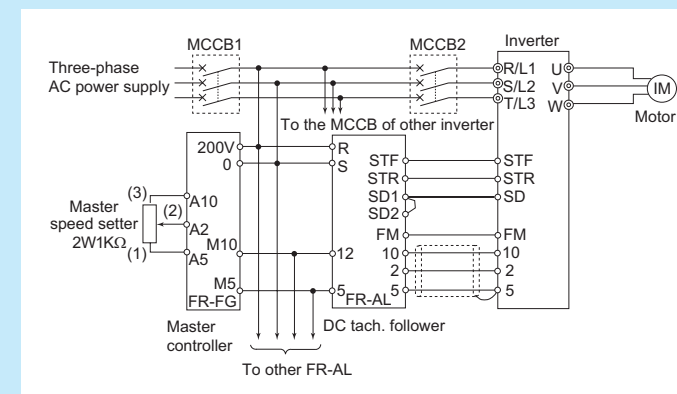 MCCB1
MCCB2
Inverter
Three-phase
AC power supply
R/L1
S/L2
T/L3
U
V
W
IM
Motor
To the MCCB of other inverter
200V
0
R
S
STF
STR
SD1
SD2
FM
10
2
5
STF
STR
SD
FM
10
2
5
(3)
(2)
(1)
Master
speed setter
2W1KΩ
A10
A2
A5
M10
M5
FR-FG
12
5
FR-AL
Master
controller
DC tach. follower
To other FR-AL